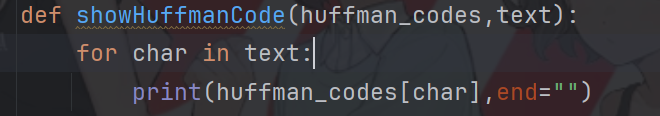 def showHuffmanCode(huffman_codes,text):
    for char in text:
        print(huffman_codes[char],end="")